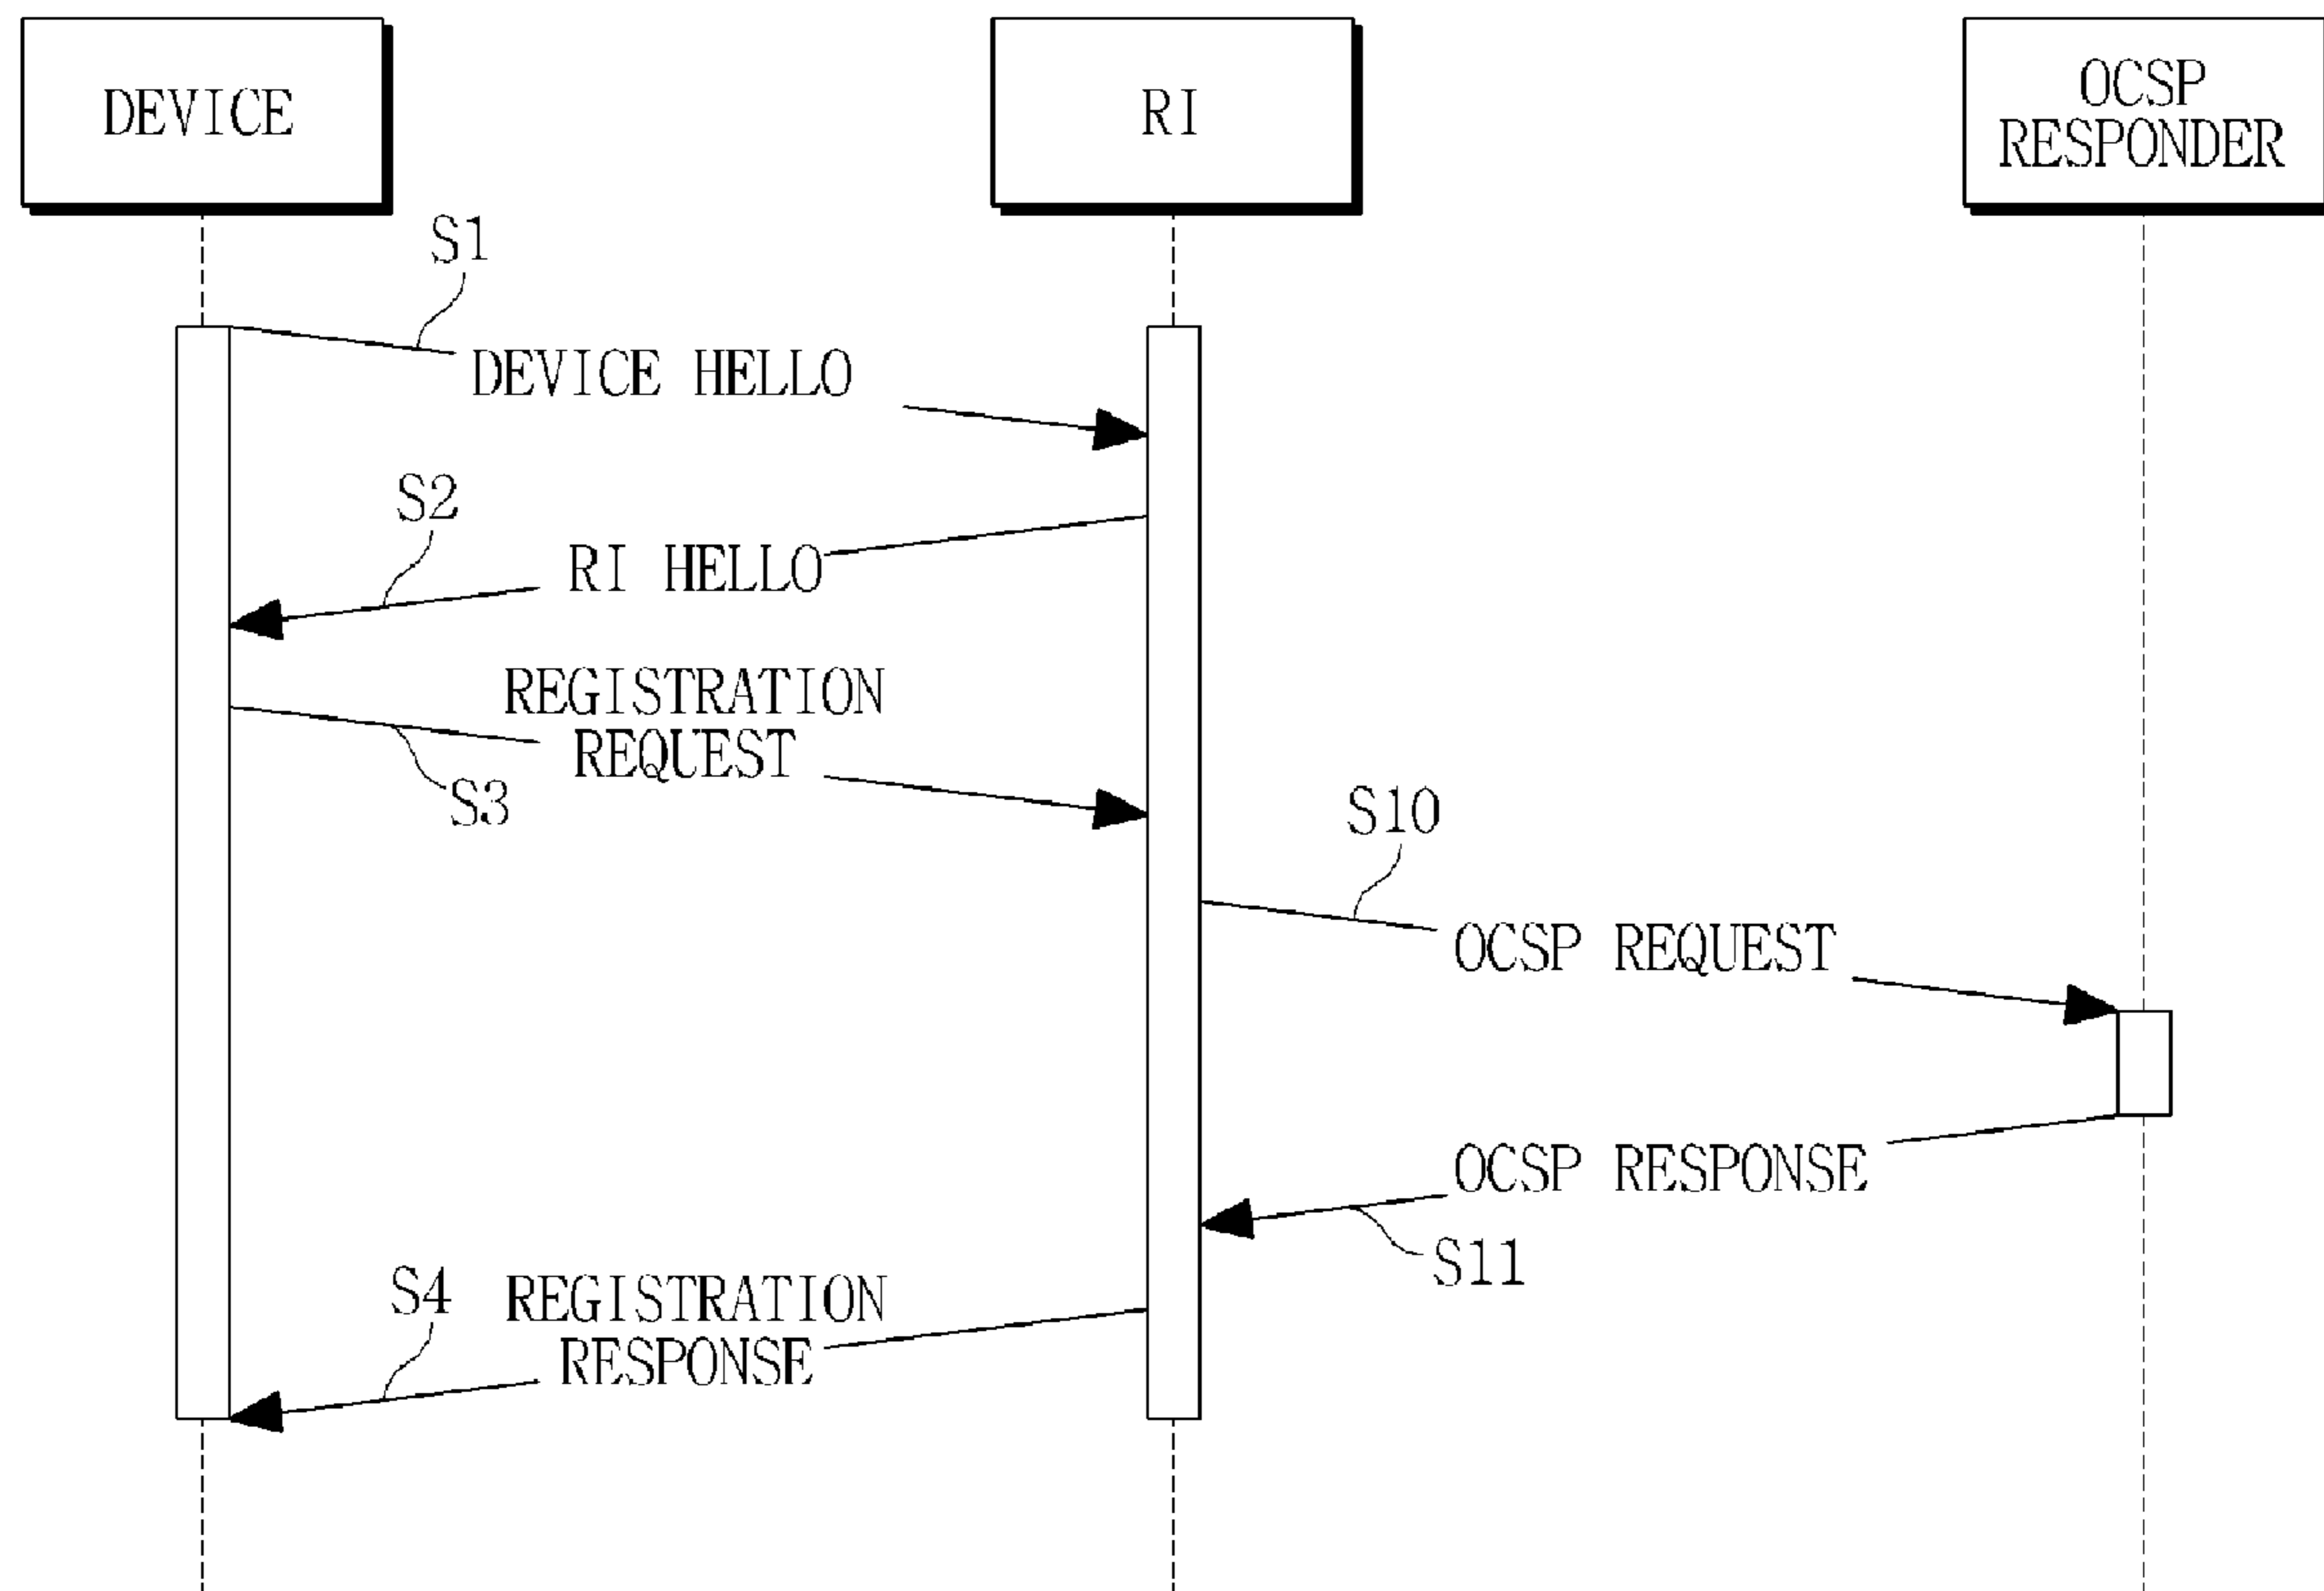 DEVICE
RI
OCSP
RESPONDER
S1
DEVICE HELLO
S2
RI HELLO
REGISTRATION
REQUEST
S3
S10
OCSP REQUEST
OCSP RESPONSE
S11
S4
REGISTRATION
RESPONSE